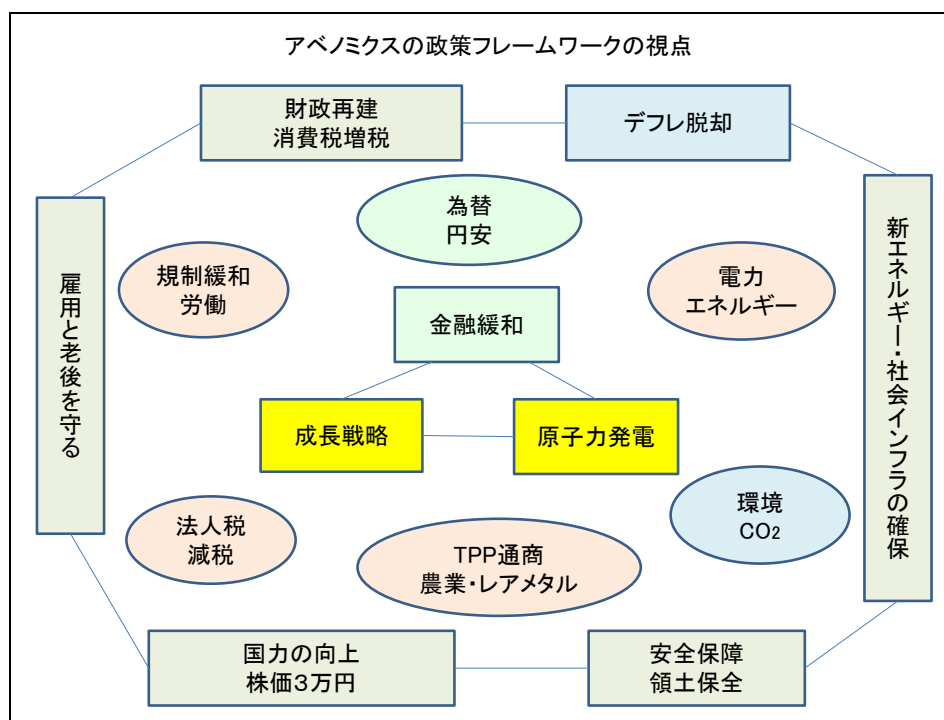 アベノミクスの政策フレームワークの視点
財政再建
消費税増税
デフレ脱却
為替
円安
規制緩和
労働
電力
エネルギー
雇用と老後を守る
新エネルギー・社会インフラの確保
金融緩和
成長戦略
原子力発電
法人税
減税
環境
CO2
TPP通商
農業・レアメタル
国力の向上
株価3万円
安全保障
領土保全